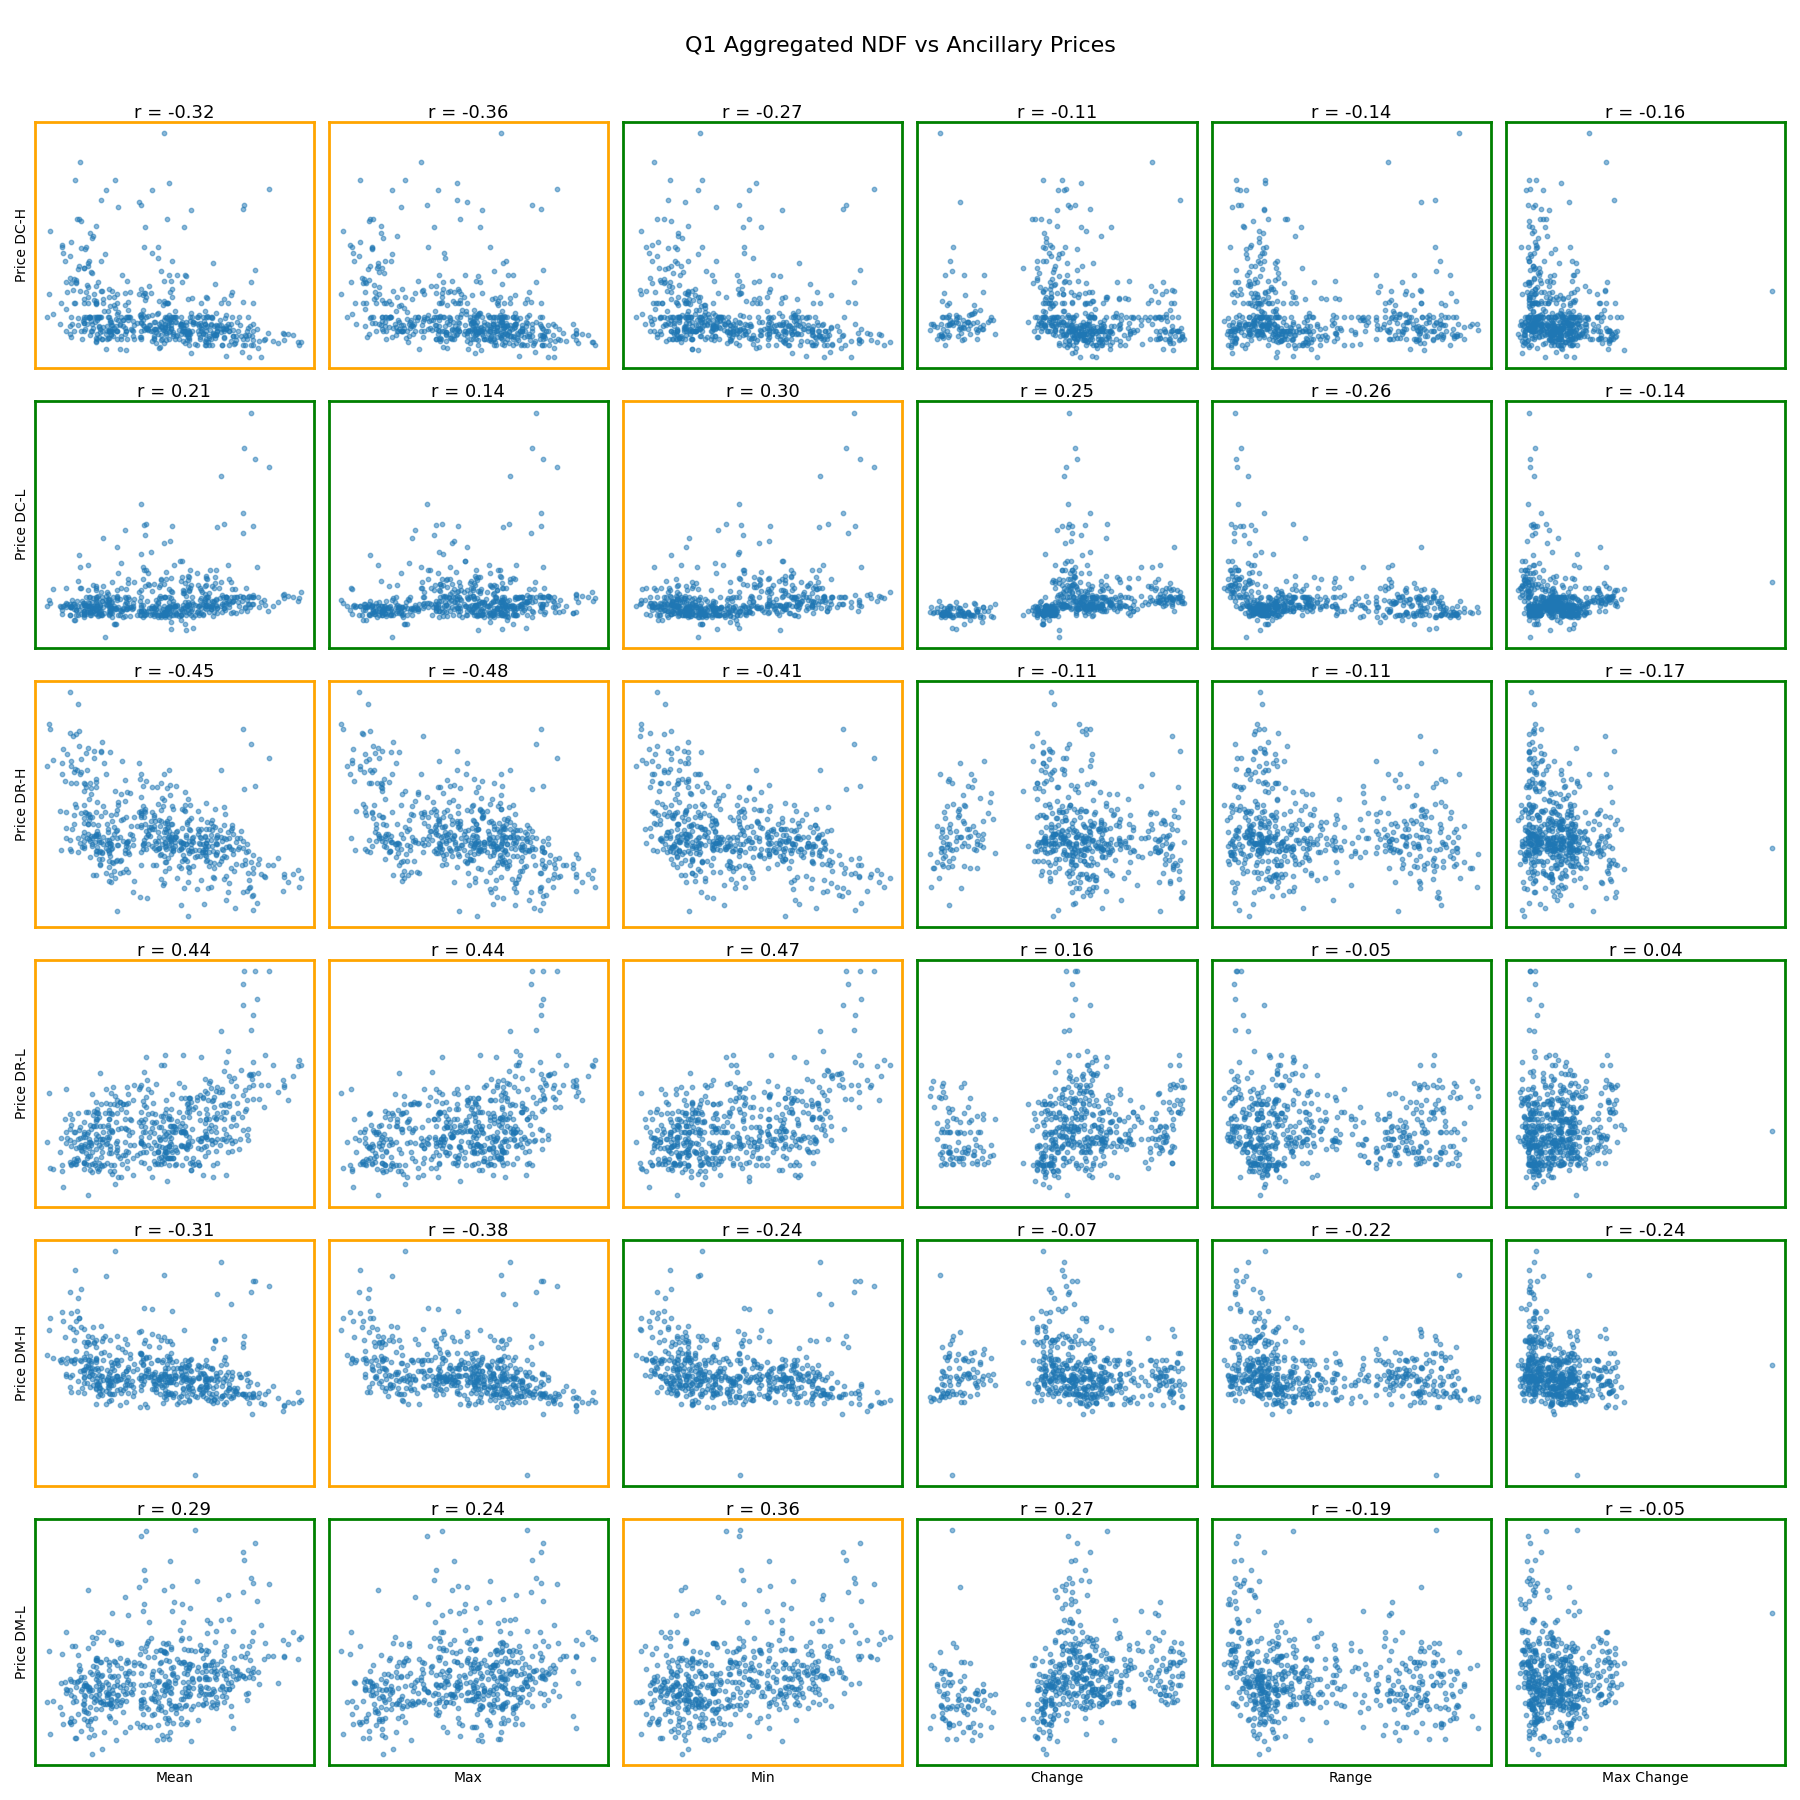 Q1 Aggregated NDF vs Ancillary Prices
r = -0.32
r = -0.36
r = -0.27
r = -0.11
r = -0.14
r = -0.16
Price DC-H
r = 0.21
r = 0.14
r = 0.30
r = 0.25
r = -0.26
r = -0.14
Price DC-L
r = -0.45
r = -0.48
r = -0.41
r = -0.11
r = -0.11
r = -0.17
Price DR-H
r = 0.44
r = 0.44
r = 0.47
r = 0.16
r = -0.05
r = 0.04
Price DR-L
r = -0.31
r = -0.38
r = -0.24
r = -0.07
r = -0.22
r = -0.24
Price DM-H
r = 0.29
r = 0.24
r = 0.36
r = 0.27
r = -0.19
r = -0.05
Price DM-L
Mean
Max
Min
Change
Range
Max Change